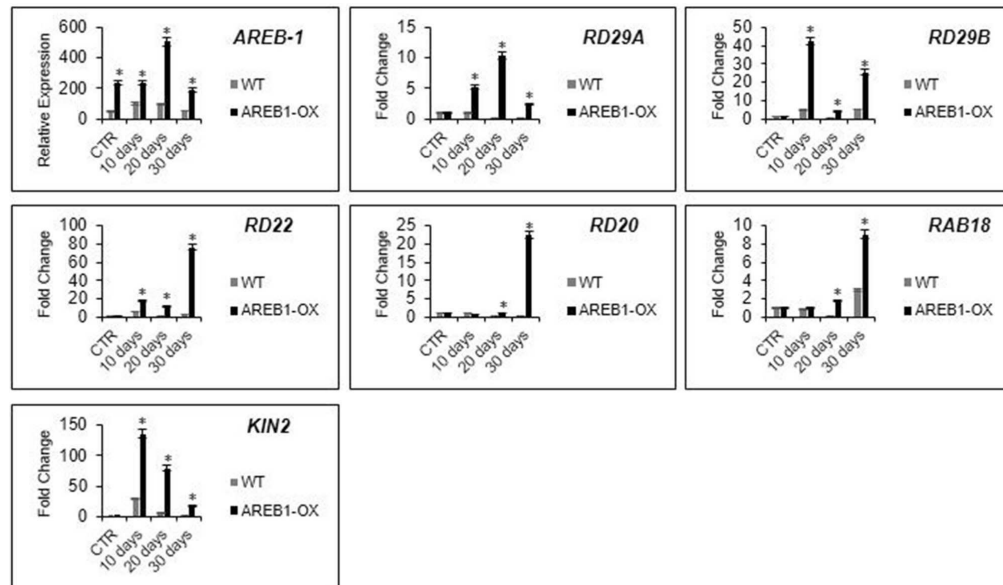 AREB-1
Relative Expression
600
400
200
0
*
*
*
*
WT
AREB1-OX
CTR
10 days
20 days
30 days
RD29A
Fold Change
15
10
5
0
*
*
*
WT
AREB1-OX
CTR
10 days
20 days
30 days
RD29B
Fold Change
50
40
30
20
10
0
*
*
*
WT
AREB1-OX
CTR
10 days
20 days
30 days
RD22
Fold Change
100
80
60
40
20
0
*
*
*
WT
AREB1-OX
CTR
10 days
20 days
30 days
RD20
Fold Change
25
20
15
10
5
0
*
*
WT
AREB1-OX
CTR
10 days
20 days
30 days
RAB18
Fold Change
10
8
6
4
2
0
*
*
WT
AREB1-OX
CTR
10 days
20 days
30 days
KIN2
Fold Change
150
100
50
0
*
*
*
WT
AREB1-OX
CTR
10 days
20 days
30 days